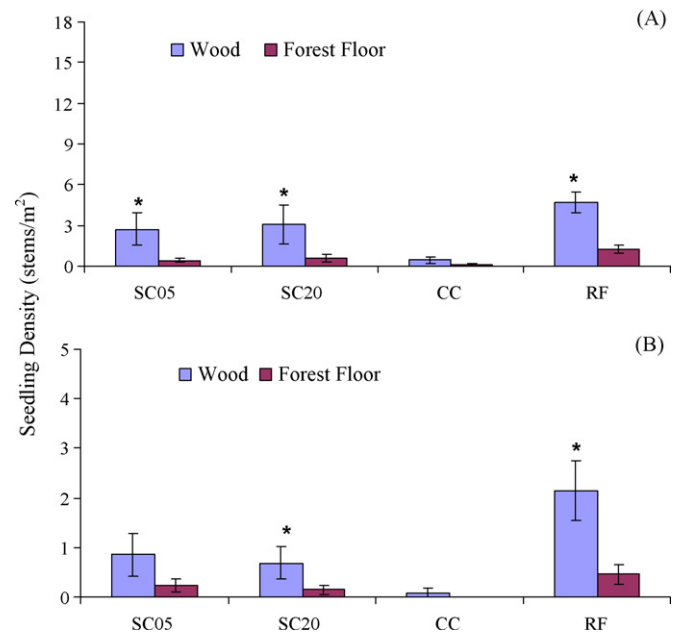 (A)
18
15
12
9
6
3
0
Wood Forest Floor
* * *
SC05 SC20 CC RF
Seedling Density (stems/m²)
(B)
5
4
3
2
1
0
Wood Forest Floor
* *
SC05 SC20 CC RF